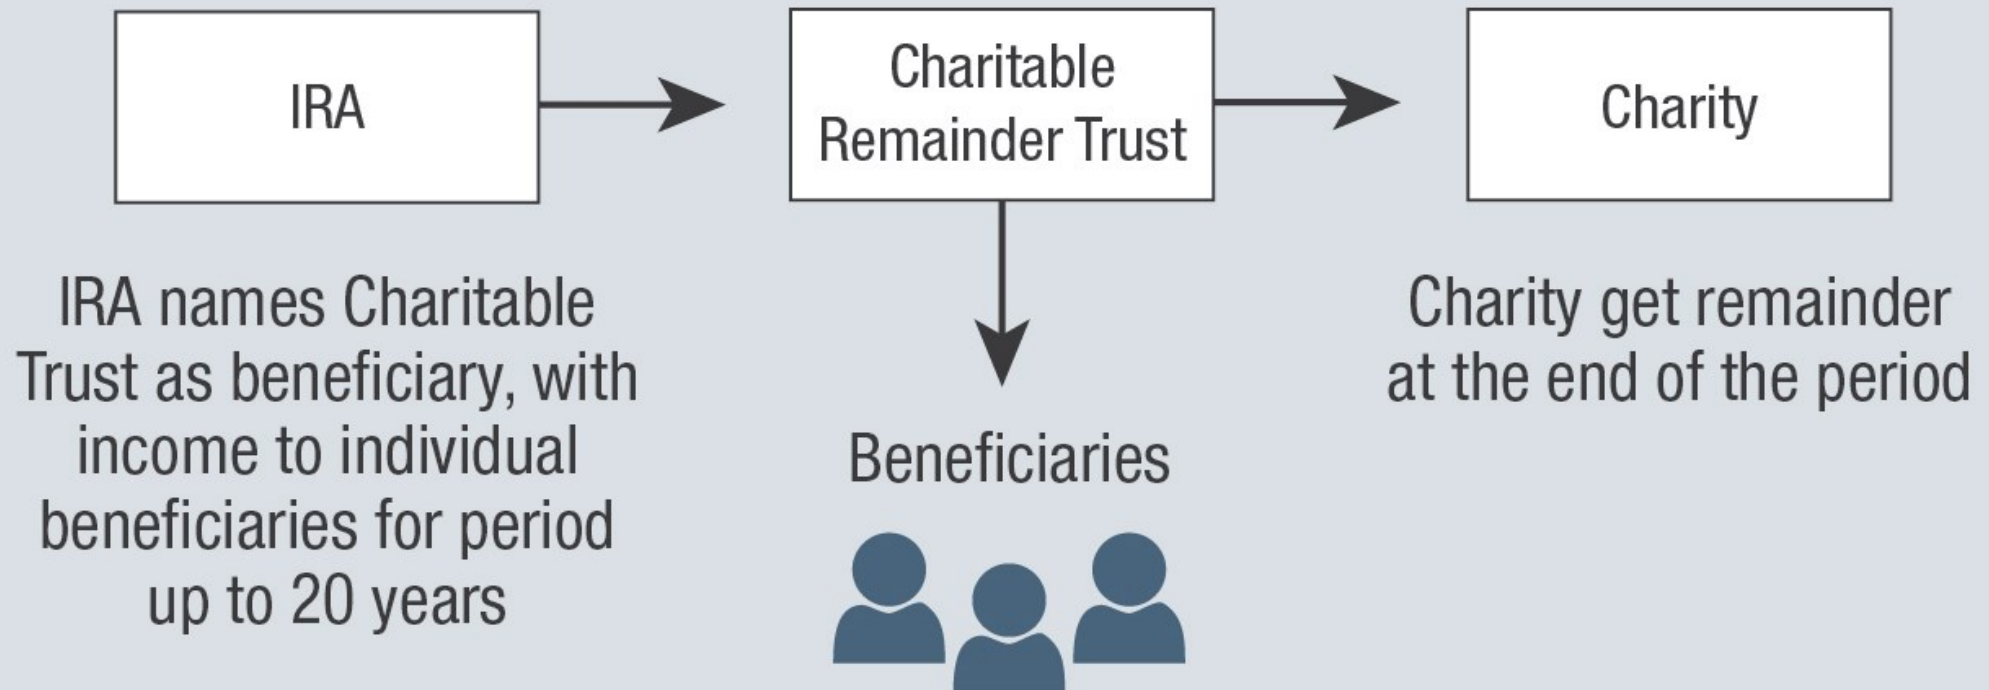 IRA
Charitable
Remainder Trust
Charity
IRA names Charitable
Trust as beneficiary, with
income to individual
beneficiaries for period
up to 20 years
Beneficiaries
Charity get remainder
at the end of the period